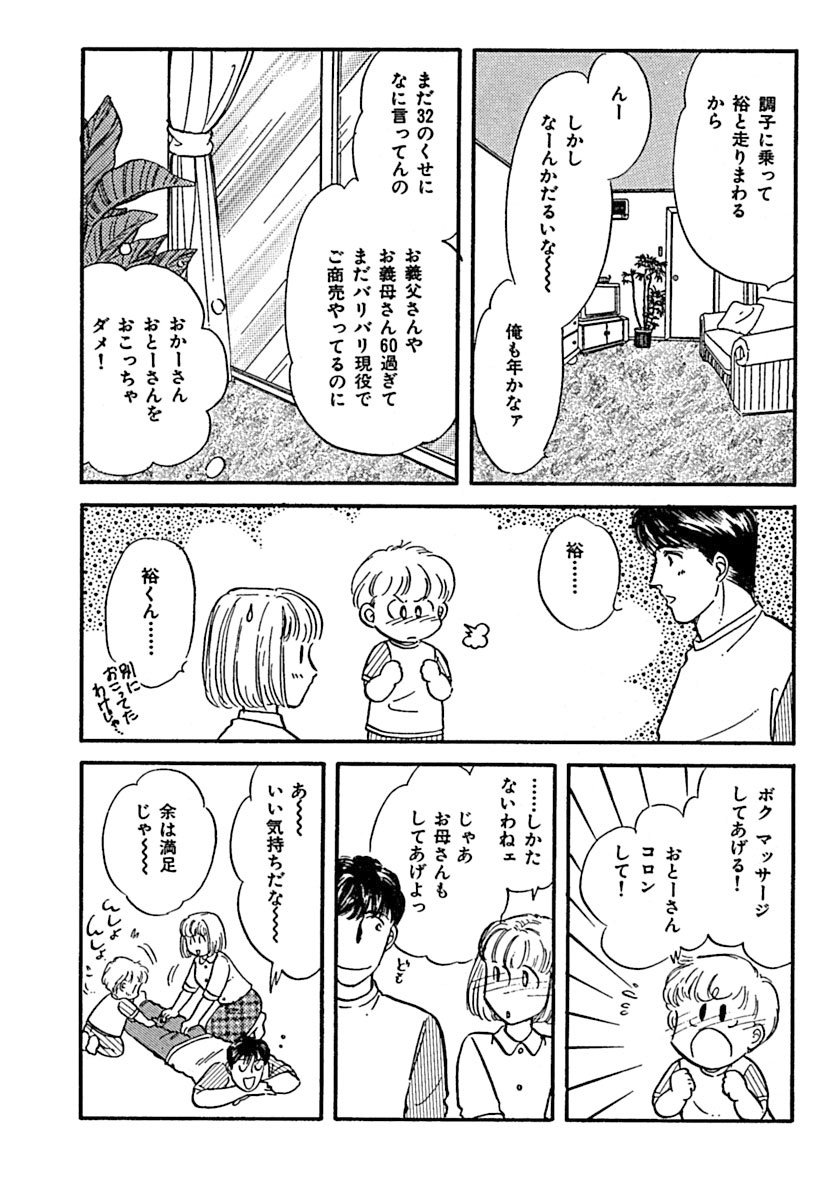 調子に乗って
裕と走りまわる
から
んー
しかし
なーんかだるいな〜〜
俺も年かなァ
まだ32のくせに
なに言ってんの
お義父さんや
お義母さん60過ぎて
まだバリバリ現役で
ご商売やってるのに
おかーさん
おとーさんを
おこっちゃ
ダメ！
裕……
裕くん……
別に
おこってた
わけじゃ…
ボク マッサージ
してあげる！
おとーさん
コロン
して！
……しかた
ないわねェ
じゃあ
お母さんも
してあげよっ
ども
あ〜〜
いい気持ちだな〜〜
余は満足
じゃ〜〜
んしょ
んしょ